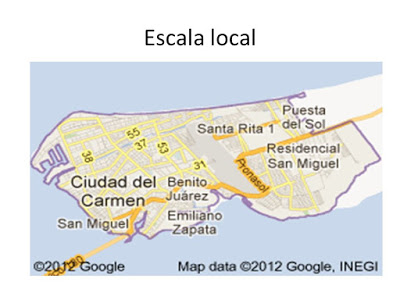 Escala local
Puesta
del Sol
Santa Rita 1
55
38
37
53
31
Residencial
San Miguel
Pronasol
Ciudad del
Carmen
Benito
Juárez
San Miguel
Emiliano
Zapata
©2012 Google
Map data ©2012 Google, INEGI